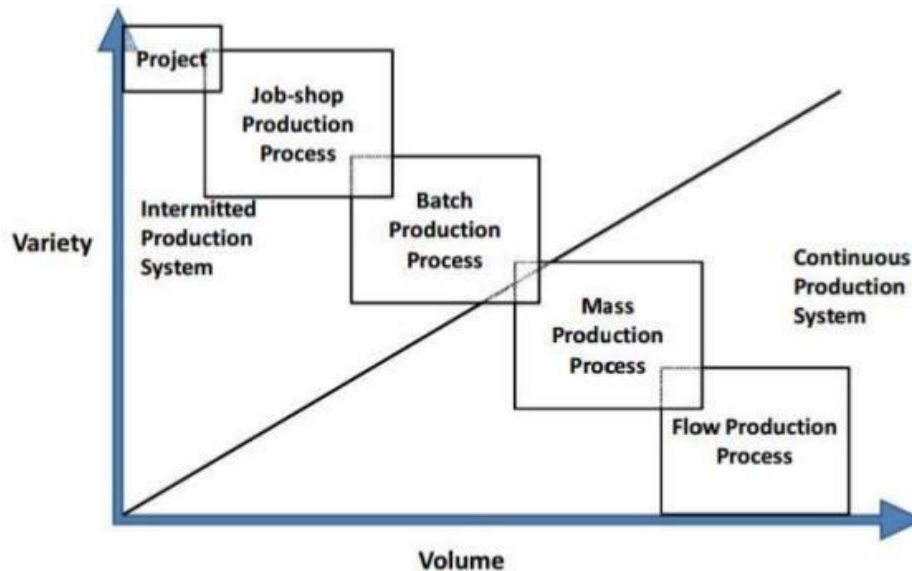 Project
Job-shop
Production
Process
Intermitted
Production
System
Batch
Production
Process
Variety
Continuous
Production
System
Mass
Production
Process
Flow Production
Process
Volume